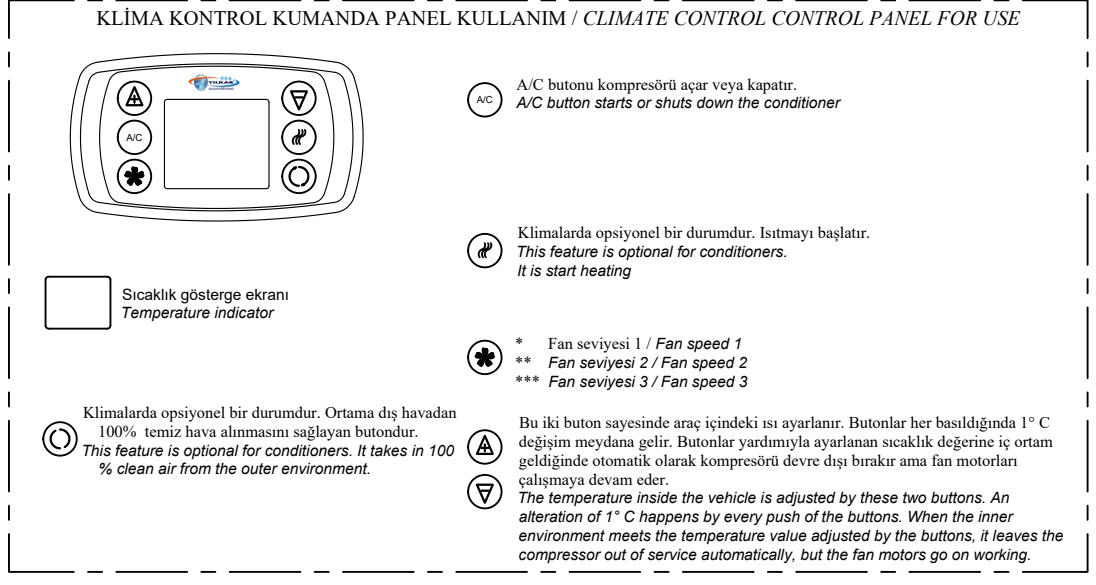 KLİMA KONTROL KUMANDA PANEL KULLANIM / CLIMATE CONTROL CONTROL PANEL FOR USE
YILKAR
A/C
A/C
A/C butonu kompresörü açar veya kapatır.
A/C button starts or shuts down the conditioner
Klimalarda opsiyonel bir durumdur. Isıtmayı başlatır.
This feature is optional for conditioners.
It is start heating
Sıcaklık gösterge ekranı
Temperature indicator
* Fan seviyesi 1 / Fan speed 1
** Fan seviyesi 2 / Fan speed 2
*** Fan seviyesi 3 / Fan speed 3
Klimalarda opsiyonel bir durumdur. Ortama dış havadan
100% temiz hava alınmasını sağlayan butondur.
This feature is optional for conditioners. It takes in 100
% clean air from the outer environment.
Bu iki buton sayesinde araç içindeki ısı ayarlanır. Butonlar her basıldığında 1° C
değişim meydana gelir. Butonlar yardımıyla ayarlanan sıcaklık değerine iç ortam
geldiğinde otomatik olarak kompresörü devre dışı bırakır ama fan motorları
çalışmaya devam eder.
The temperature inside the vehicle is adjusted by these two buttons. An
alteration of 1° C happens by every push of the buttons. When the inner
environment meets the temperature value adjusted by the buttons, it leaves the
compressor out of service automatically, but the fan motors go on working.